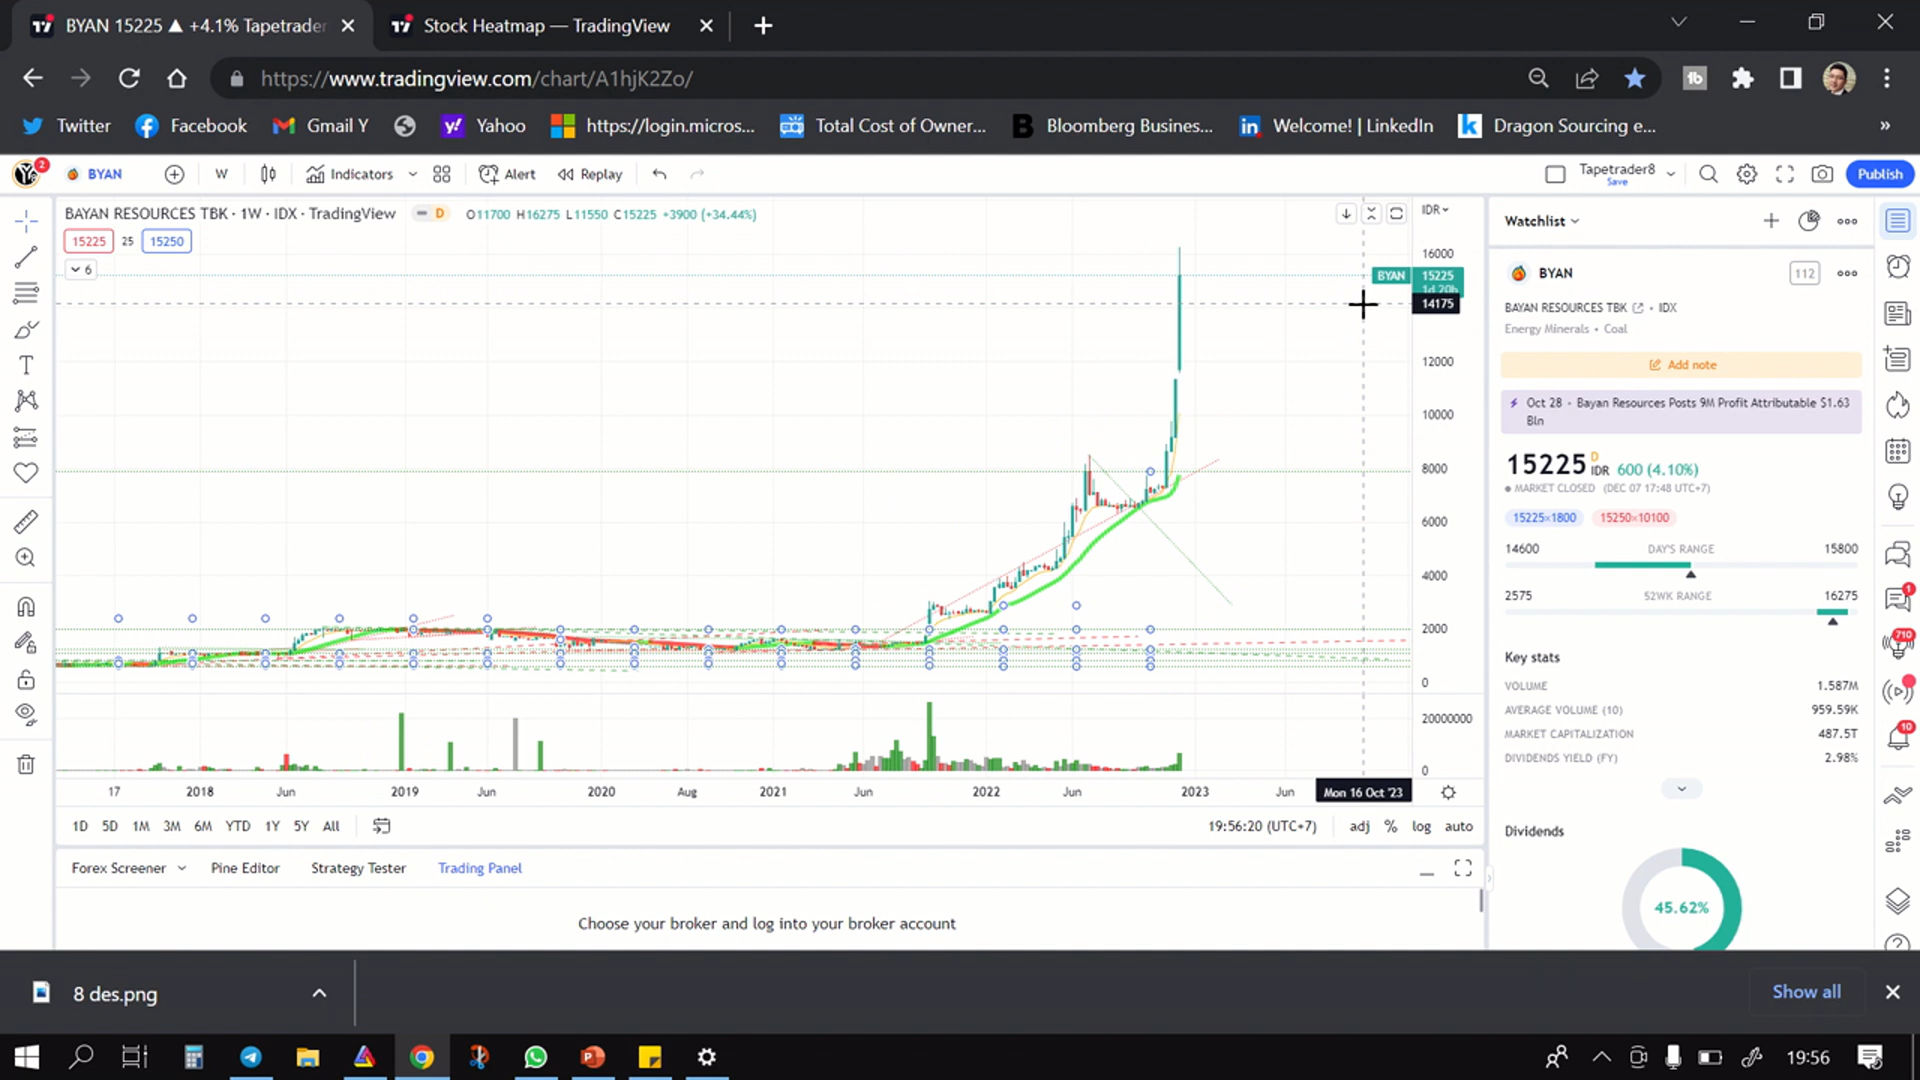 BYAN 15225 ▲ +4.1% Tapetrader
Stock Heatmap — TradingView
https://www.tradingview.com/chart/A1hjK2Zo/
Twitter
Facebook
Gmail Y
Yahoo
https://login.micros...
Total Cost of Owner...
Bloomberg Busines...
Welcome! | LinkedIn
Dragon Sourcing e...
»
2
BYAN
W
Indicators
Alert
Replay
Tapetrader8
Save
Publish
BAYAN RESOURCES TBK · 1W · IDX · TradingView
D
O11700 H16275 L11550 C15225 +3900 (+34.44%)
15225
25
15250
6
IDR
16000
BYAN
15225
1d 20h
14175
12000
10000
8000
6000
4000
2000
0
20000000
0
17
2018
Jun
2019
Jun
2020
Aug
2021
Jun
2022
Jun
2023
Jun
Mon 16 Oct '23
1D
5D
1M
3M
6M
YTD
1Y
5Y
All
19:56:20 (UTC+7)
adj
%
log
auto
Forex Screener
Pine Editor
Strategy Tester
Trading Panel
Choose your broker and log into your broker account
Watchlist
BYAN
112
BAYAN RESOURCES TBK
• IDX
Energy Minerals • Coal
Add note
Oct 28 · Bayan Resources Posts 9M Profit Attributable $1.63
Bln
15225 D IDR 600 (4.10%)
MARKET CLOSED (DEC 07 17:48 UTC+7)
15225×1800
15250×10100
14600
DAY'S RANGE
15800
2575
52WK RANGE
16275
Key stats
VOLUME
1.587M
AVERAGE VOLUME (10)
959.59K
MARKET CAPITALIZATION
487.5T
DIVIDENDS YIELD (FY)
2.98%
Dividends
45.62%
1
710
10
8 des.png
Show all
19:56